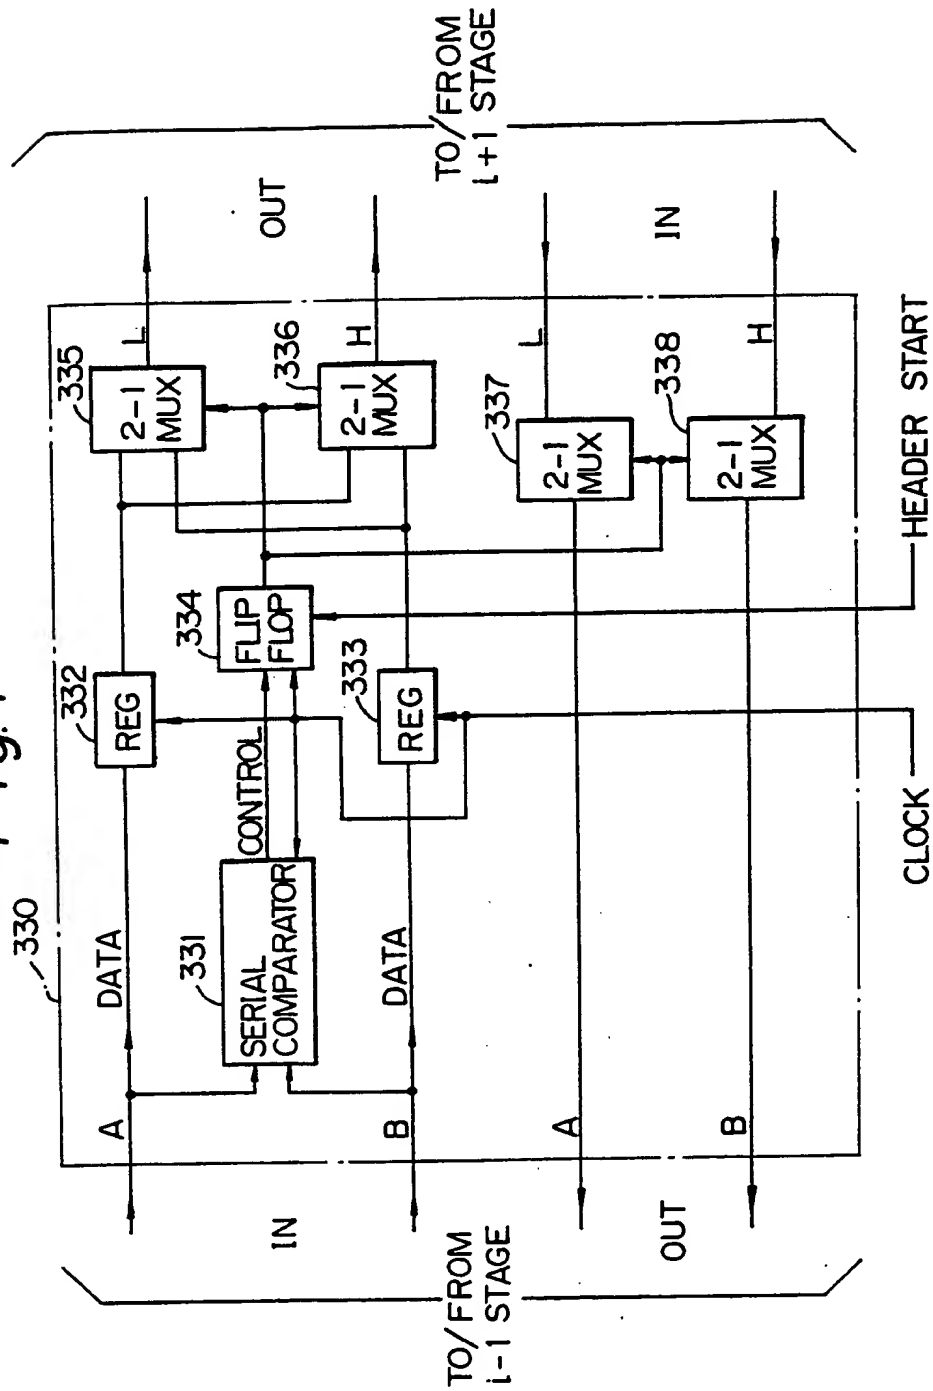 Fig.
330
IN
A
DATA
331
SERIAL
COMPARATOR
CONTROL
B
DATA
332
REG
333
REG
334
FLIP
FLOP
335
2-1
MUX
L
336
2-1
MUX
H
OUT
A
B
OUT
337
2-1
MUX
L
338
2-1
MUX
H
IN
TO/FROM
i-1 STAGE
TO/FROM
i+1 STAGE
CLOCK
HEADER START